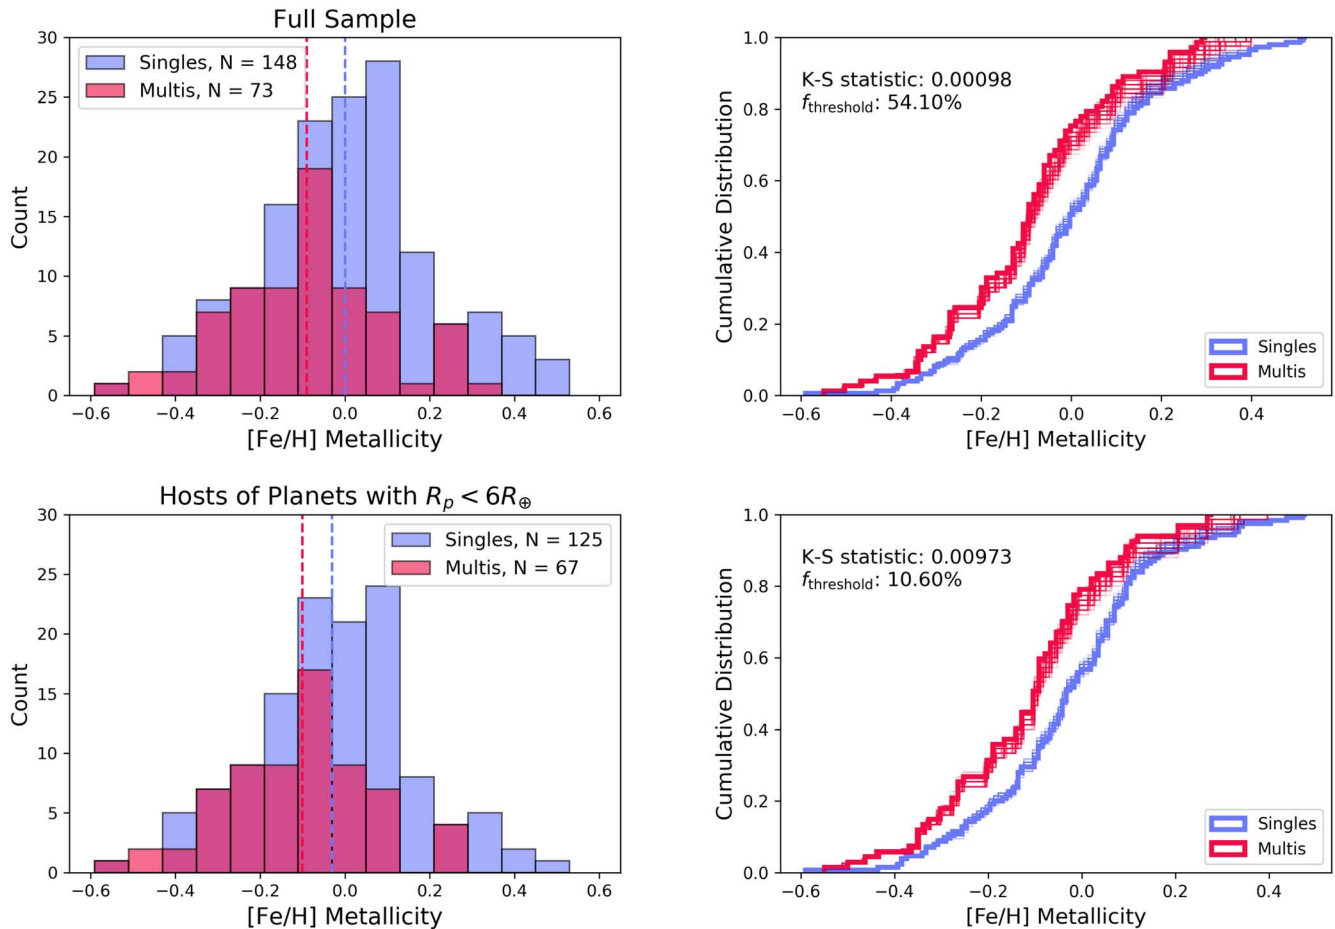 Full Sample
30
25
20
15
10
5
0
Count
Singles, N = 148
Multis, N = 73
−0.6 −0.4 −0.2 0.0 0.2 0.4 0.6
[Fe/H] Metallicity
1.0
0.8
0.6
0.4
0.2
0.0
Cumulative Distribution
K-S statistic: 0.00098
f_threshold: 54.10%
Singles
Multis
−0.6 −0.4 −0.2 0.0 0.2 0.4
[Fe/H] Metallicity
Hosts of Planets with R_p < 6R_⊕
30
25
20
15
10
5
0
Count
Singles, N = 125
Multis, N = 67
−0.6 −0.4 −0.2 0.0 0.2 0.4 0.6
[Fe/H] Metallicity
1.0
0.8
0.6
0.4
0.2
0.0
Cumulative Distribution
K-S statistic: 0.00973
f_threshold: 10.60%
Singles
Multis
−0.6 −0.4 −0.2 0.0 0.2 0.4
[Fe/H] Metallicity